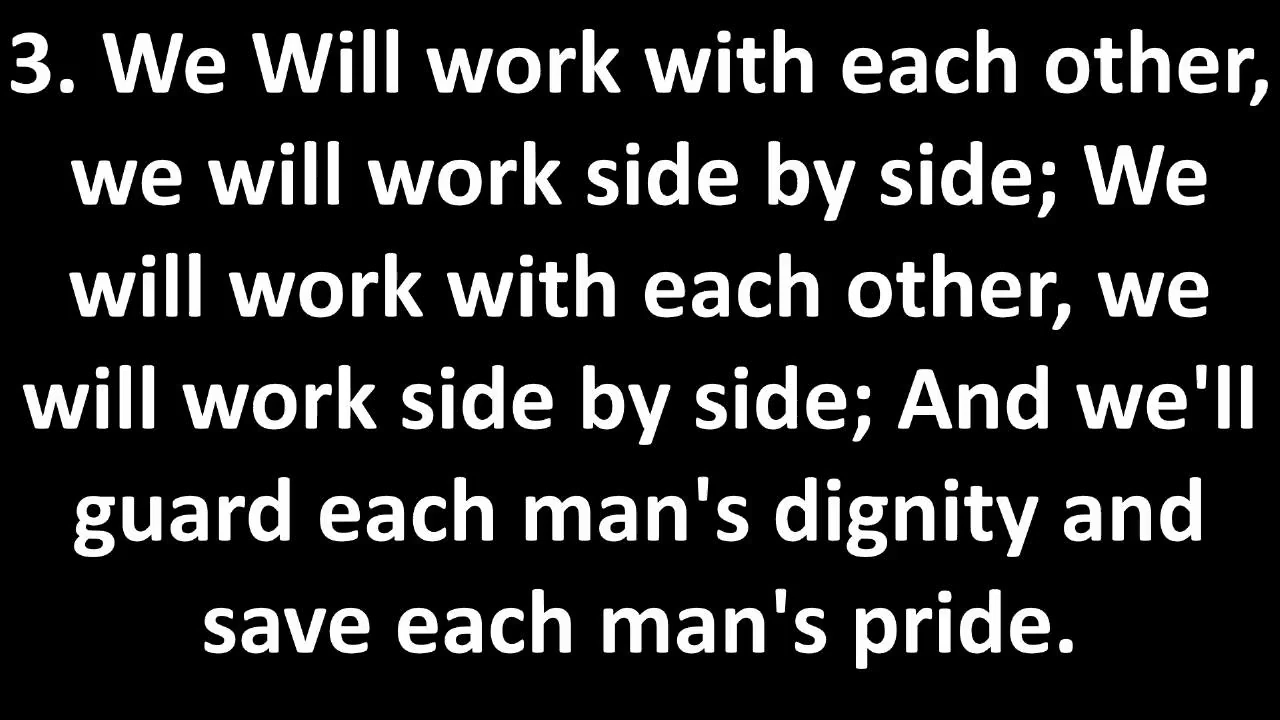 3. We Will work with each other,
we will work side by side; We
will work with each other, we
will work side by side; And we'll
guard each man's dignity and
save each man's pride.